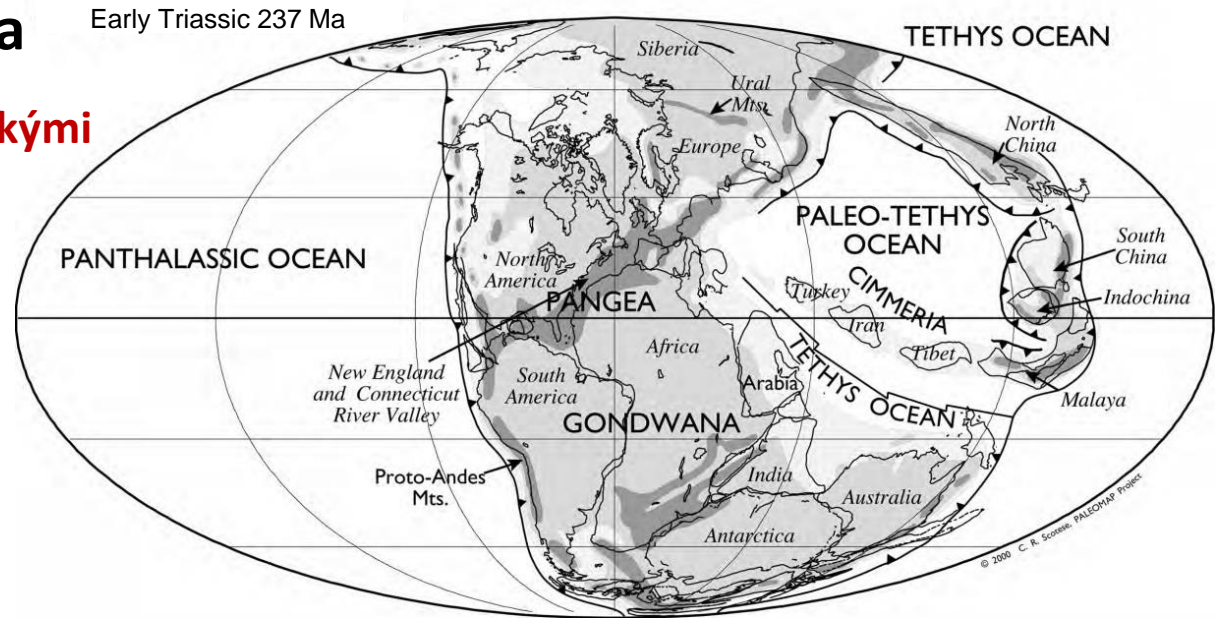 a
Early Triassic 237 Ma
kými
TETHYS OCEAN
Siberia
Ural
Mts.
North
China
Europe
PALEO-TETHYS
OCEAN
South
China
PANTHALASSIC OCEAN
North
America
CIMMERIA
Indochina
Turkey
PANGEA
Iran
Africa
Tibet
New England
and Connecticut
River Valley
South
America
Arabia
TETHYS OCEAN
Malaya
GONDWANA
Proto-Andes
Mts.
India
Australia
Antarctica
© 2000 C. R. Scotese, PALEOMAP Project